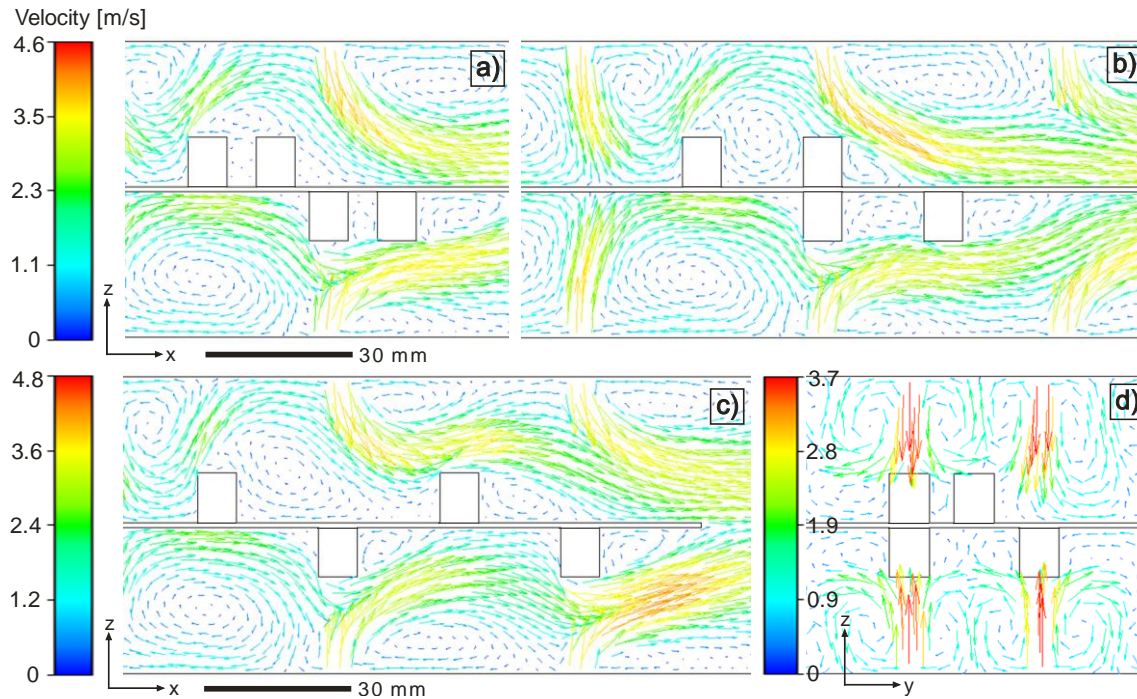 Velocity [m/s]
4.6
3.5
2.3
1.1
0
a)
b)
z
x
30 mm
4.8
3.6
2.4
1.2
0
c)
z
x
30 mm
3.7
2.8
1.9
0.9
0
d)
z
y